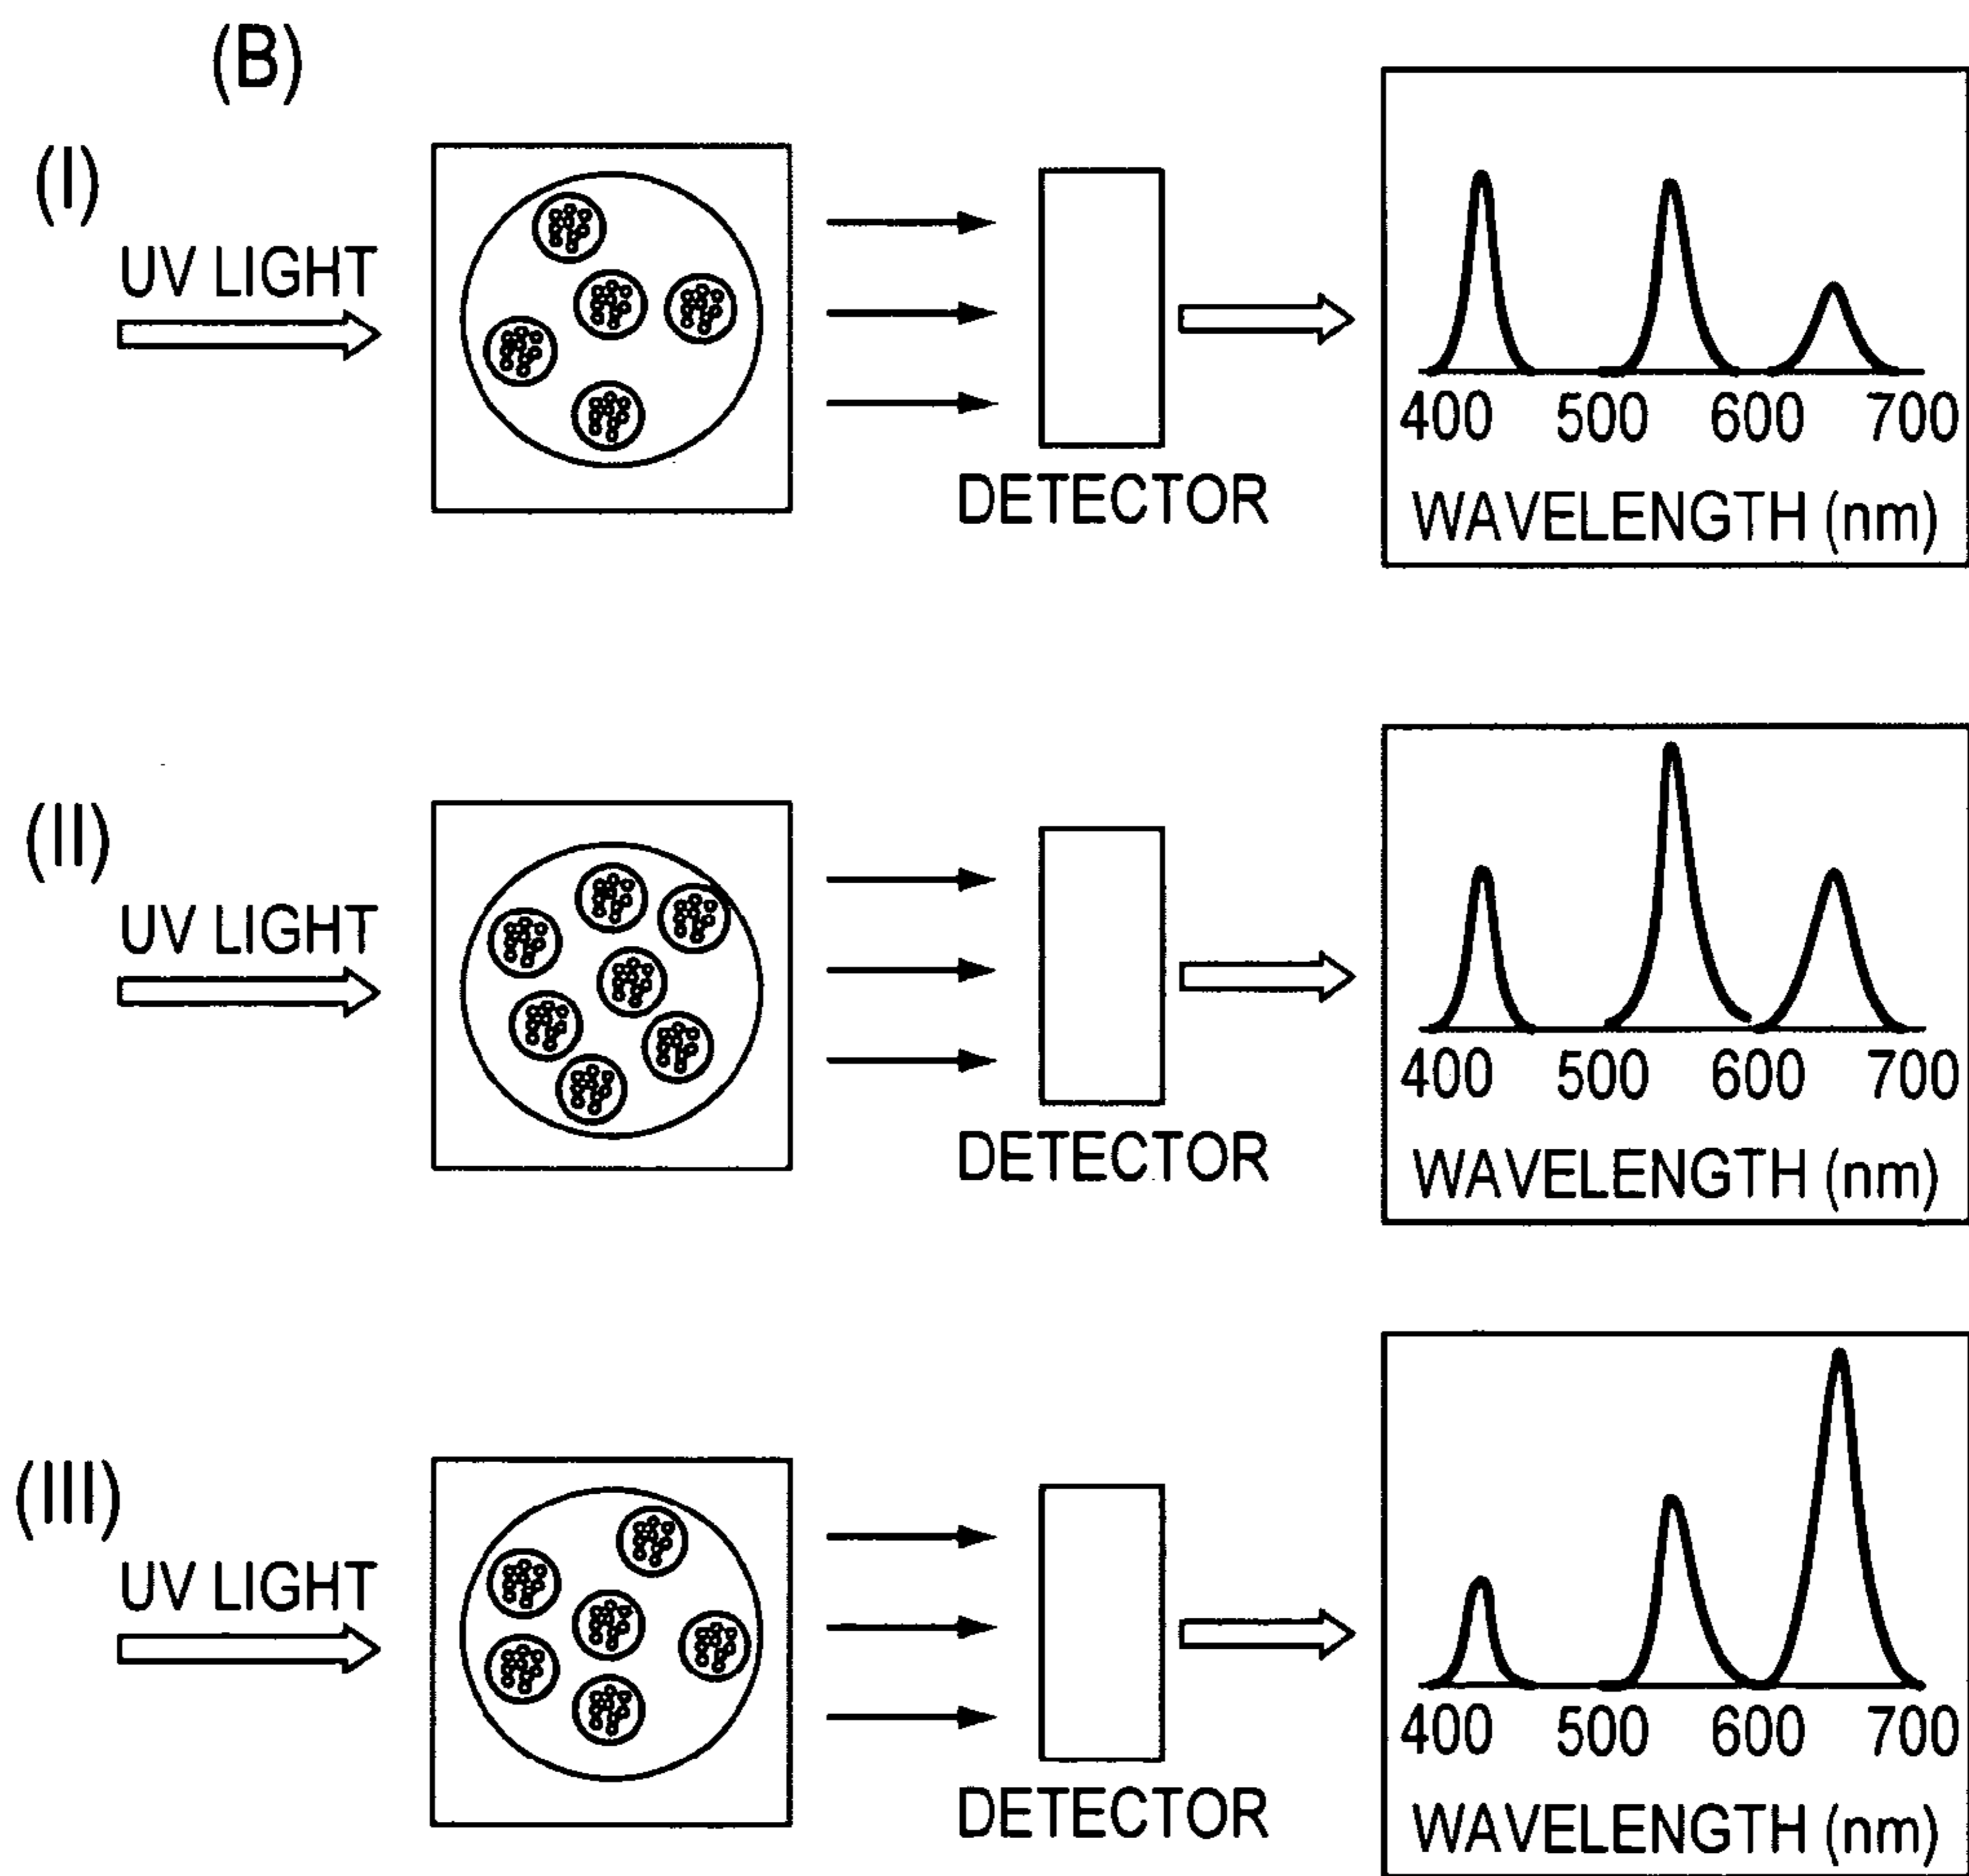 (B)
(I)
UV LIGHT
DETECTOR
400 500 600 700
WAVELENGTH (nm)
(II)
UV LIGHT
DETECTOR
400 500 600 700
WAVELENGTH (nm)
(III)
UV LIGHT
DETECTOR
400 500 600 700
WAVELENGTH (nm)